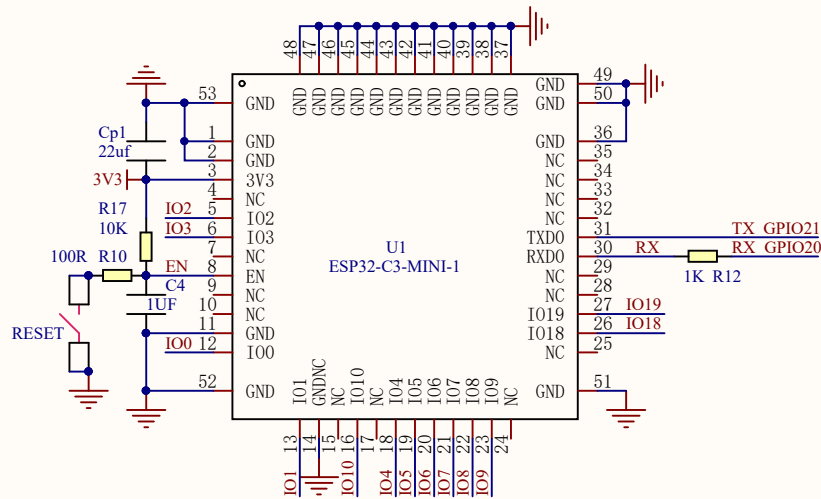 48 47 46 45 44 43 42 41 40 39 38 37
GND GND GND GND GND GND GND GND GND GND GND GND
53 GND
GND 49
GND 50
Cp1
22uf
1 GND
2 GND
GND 36
NC 35
3V3
3 3V3
NC 34
4 NC
NC 33
R17
10K
IO2 5 IO2
NC 32
IO3 6 IO3
TXDO 31 TX GPIO21
7 NC
RXDO 30 RX RX GPIO20
U1
ESP32-C3-MINI-1
100R R10
EN 8 EN
NC 29
1K R12
C4
1UF
9 NC
NC 28
10 NC
IO19 27 IO19
RESET
11 GND
IO18 26 IO18
IO0 12 IO0
NC 25
52 GND
GND 51
IO1 GNDNC NC IO10 NC IO4 IO5 IO6 IO7 IO8 IO9 NC
13 14 15 16 17 18 19 20 21 22 23 24
IO1 IO10 IO4 IO5 IO6 IO7 IO8 IO9